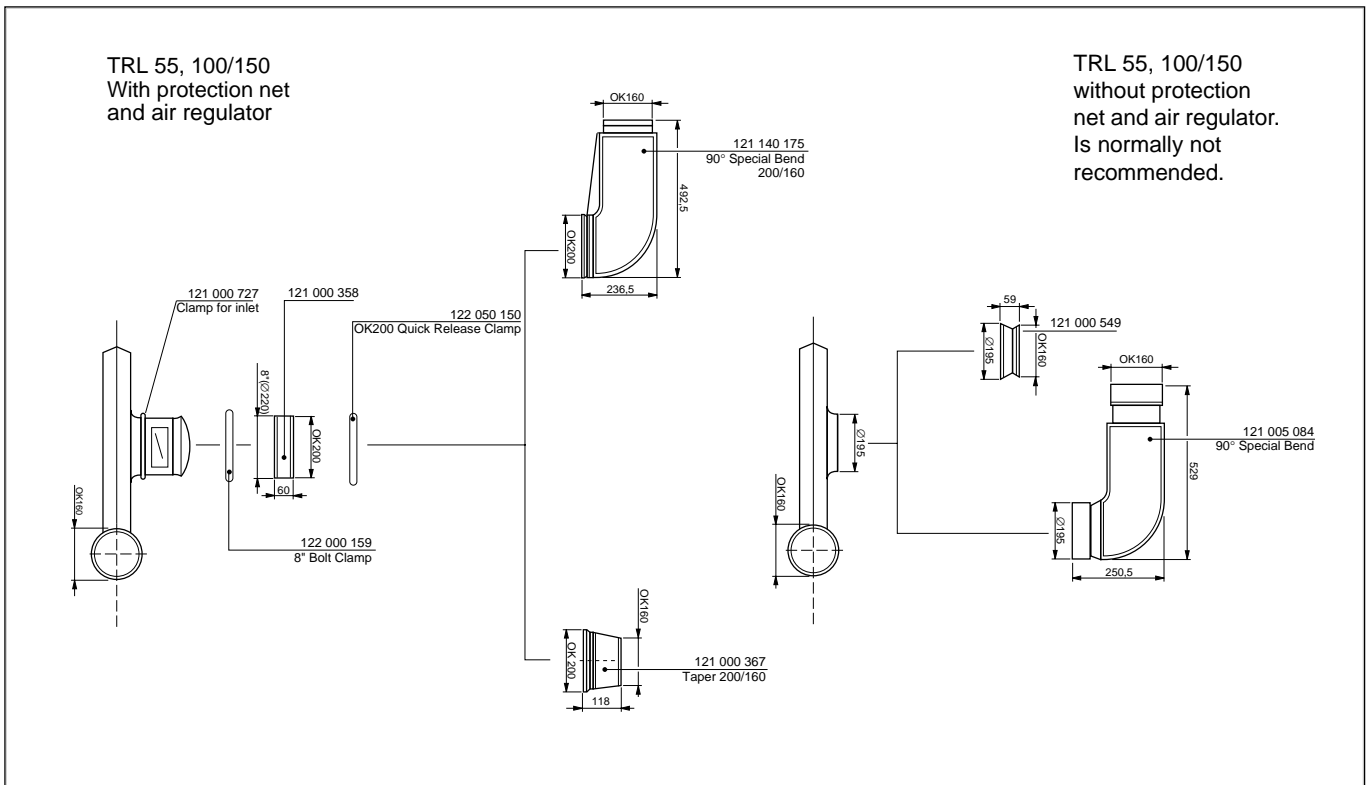 TRL 55, 100/150
With protection net
and air regulator
TRL 55, 100/150
without protection
net and air regulator.
Is normally not
recommended.
OK160
121 140 175
90° Special Bend
200/160
492,5
OK200
236,5
121 000 727
Clamp for inlet
121 000 358
122 050 150
OK200 Quick Release Clamp
8"(∅220)
OK200
60
OK160
122 000 159
8" Bolt Clamp
OK160
OK 200
118
121 000 367
Taper 200/160
59
∅195
OK160
121 000 549
OK160
∅195
OK160
121 005 084
90° Special Bend
529
∅195
250,5